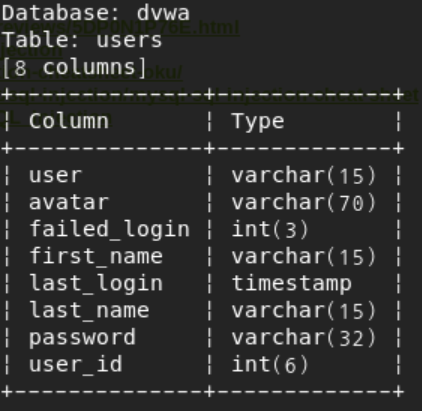 Database: dvwa
Table: users
[8 columns]
+--------------+-------------+
| Column | Type |
+--------------+-------------+
| user | varchar(15) |
| avatar | varchar(70) |
| failed_login | int(3) |
| first_name | varchar(15) |
| last_login | timestamp |
| last_name | varchar(15) |
| password | varchar(32) |
| user_id | int(6) |
+--------------+-------------+